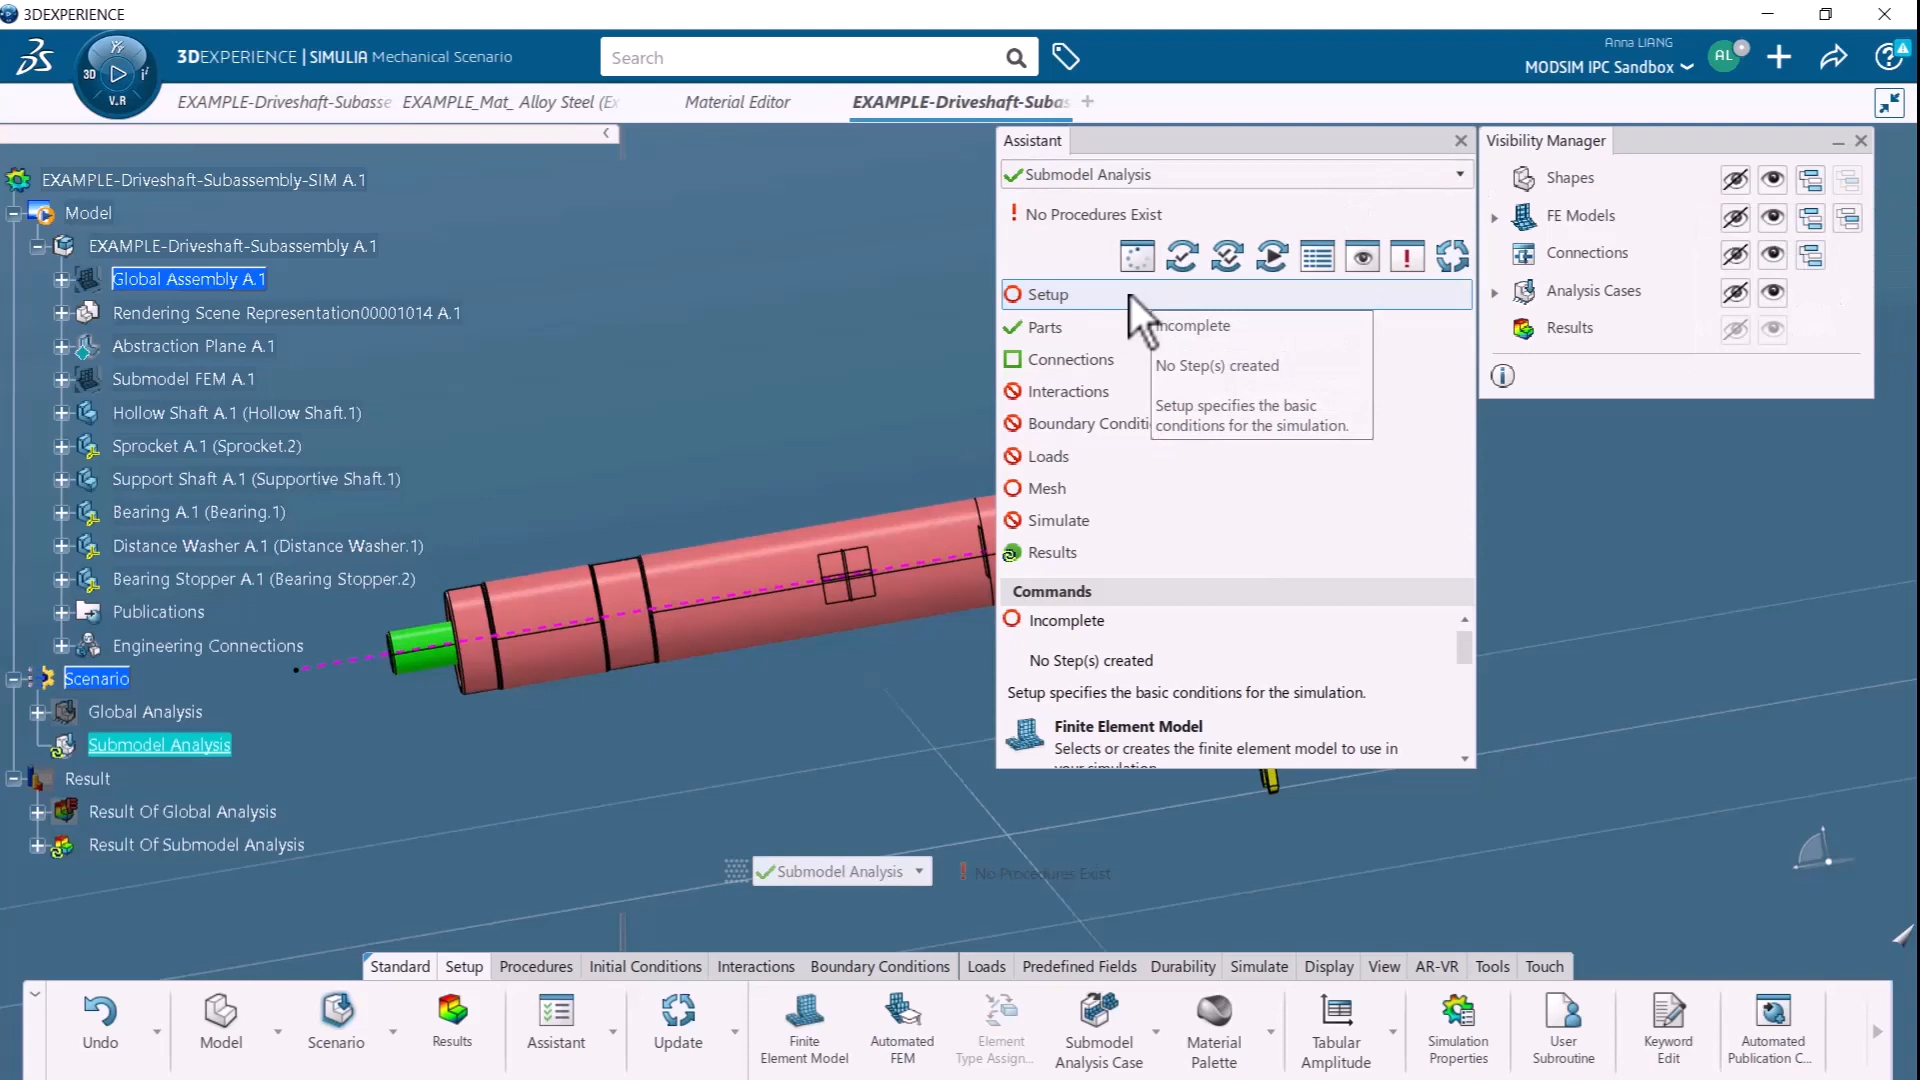 3DEXPERIENCE
3DEXPERIENCE | SIMULIA Mechanical Scenario
Search
Anna LIANG
MODSIM IPC Sandbox
AL
3D
V.R
EXAMPLE-Driveshaft-Subasse
EXAMPLE_Mat_ Alloy Steel (Ex
Material Editor
EXAMPLE-Driveshaft-Subas
EXAMPLE-Driveshaft-Subassembly-SIM A.1
Model
EXAMPLE-Driveshaft-Subassembly A.1
Global Assembly A.1
Rendering Scene Representation00001014 A.1
Abstraction Plane A.1
Submodel FEM A.1
Hollow Shaft A.1 (Hollow Shaft.1)
Sprocket A.1 (Sprocket.2)
Support Shaft A.1 (Supportive Shaft.1)
Bearing A.1 (Bearing.1)
Distance Washer A.1 (Distance Washer.1)
Bearing Stopper A.1 (Bearing Stopper.2)
Publications
Engineering Connections
Scenario
Global Analysis
Submodel Analysis
Result
Result Of Global Analysis
Result Of Submodel Analysis
Assistant
Submodel Analysis
No Procedures Exist
Setup
Parts
Connections
Interactions
Boundary Conditi
Loads
Mesh
Simulate
Results
Incomplete
No Step(s) created
Setup specifies the basic
conditions for the simulation.
Commands
Incomplete
No Step(s) created
Setup specifies the basic conditions for the simulation.
Finite Element Model
Selects or creates the finite element model to use in
your simulation
Visibility Manager
Shapes
FE Models
Connections
Analysis Cases
Results
Submodel Analysis
No Procedures Exist
Standard Setup Procedures Initial Conditions Interactions Boundary Conditions Loads Predefined Fields Durability Simulate Display View AR-VR Tools Touch
Undo
Model
Scenario
Results
Assistant
Update
Finite
Element Model
Automated
FEM
Element
Type Assign...
Submodel
Analysis Case
Material
Palette
Tabular
Amplitude
Simulation
Properties
User
Subroutine
Keyword
Edit
Automated
Publication C...